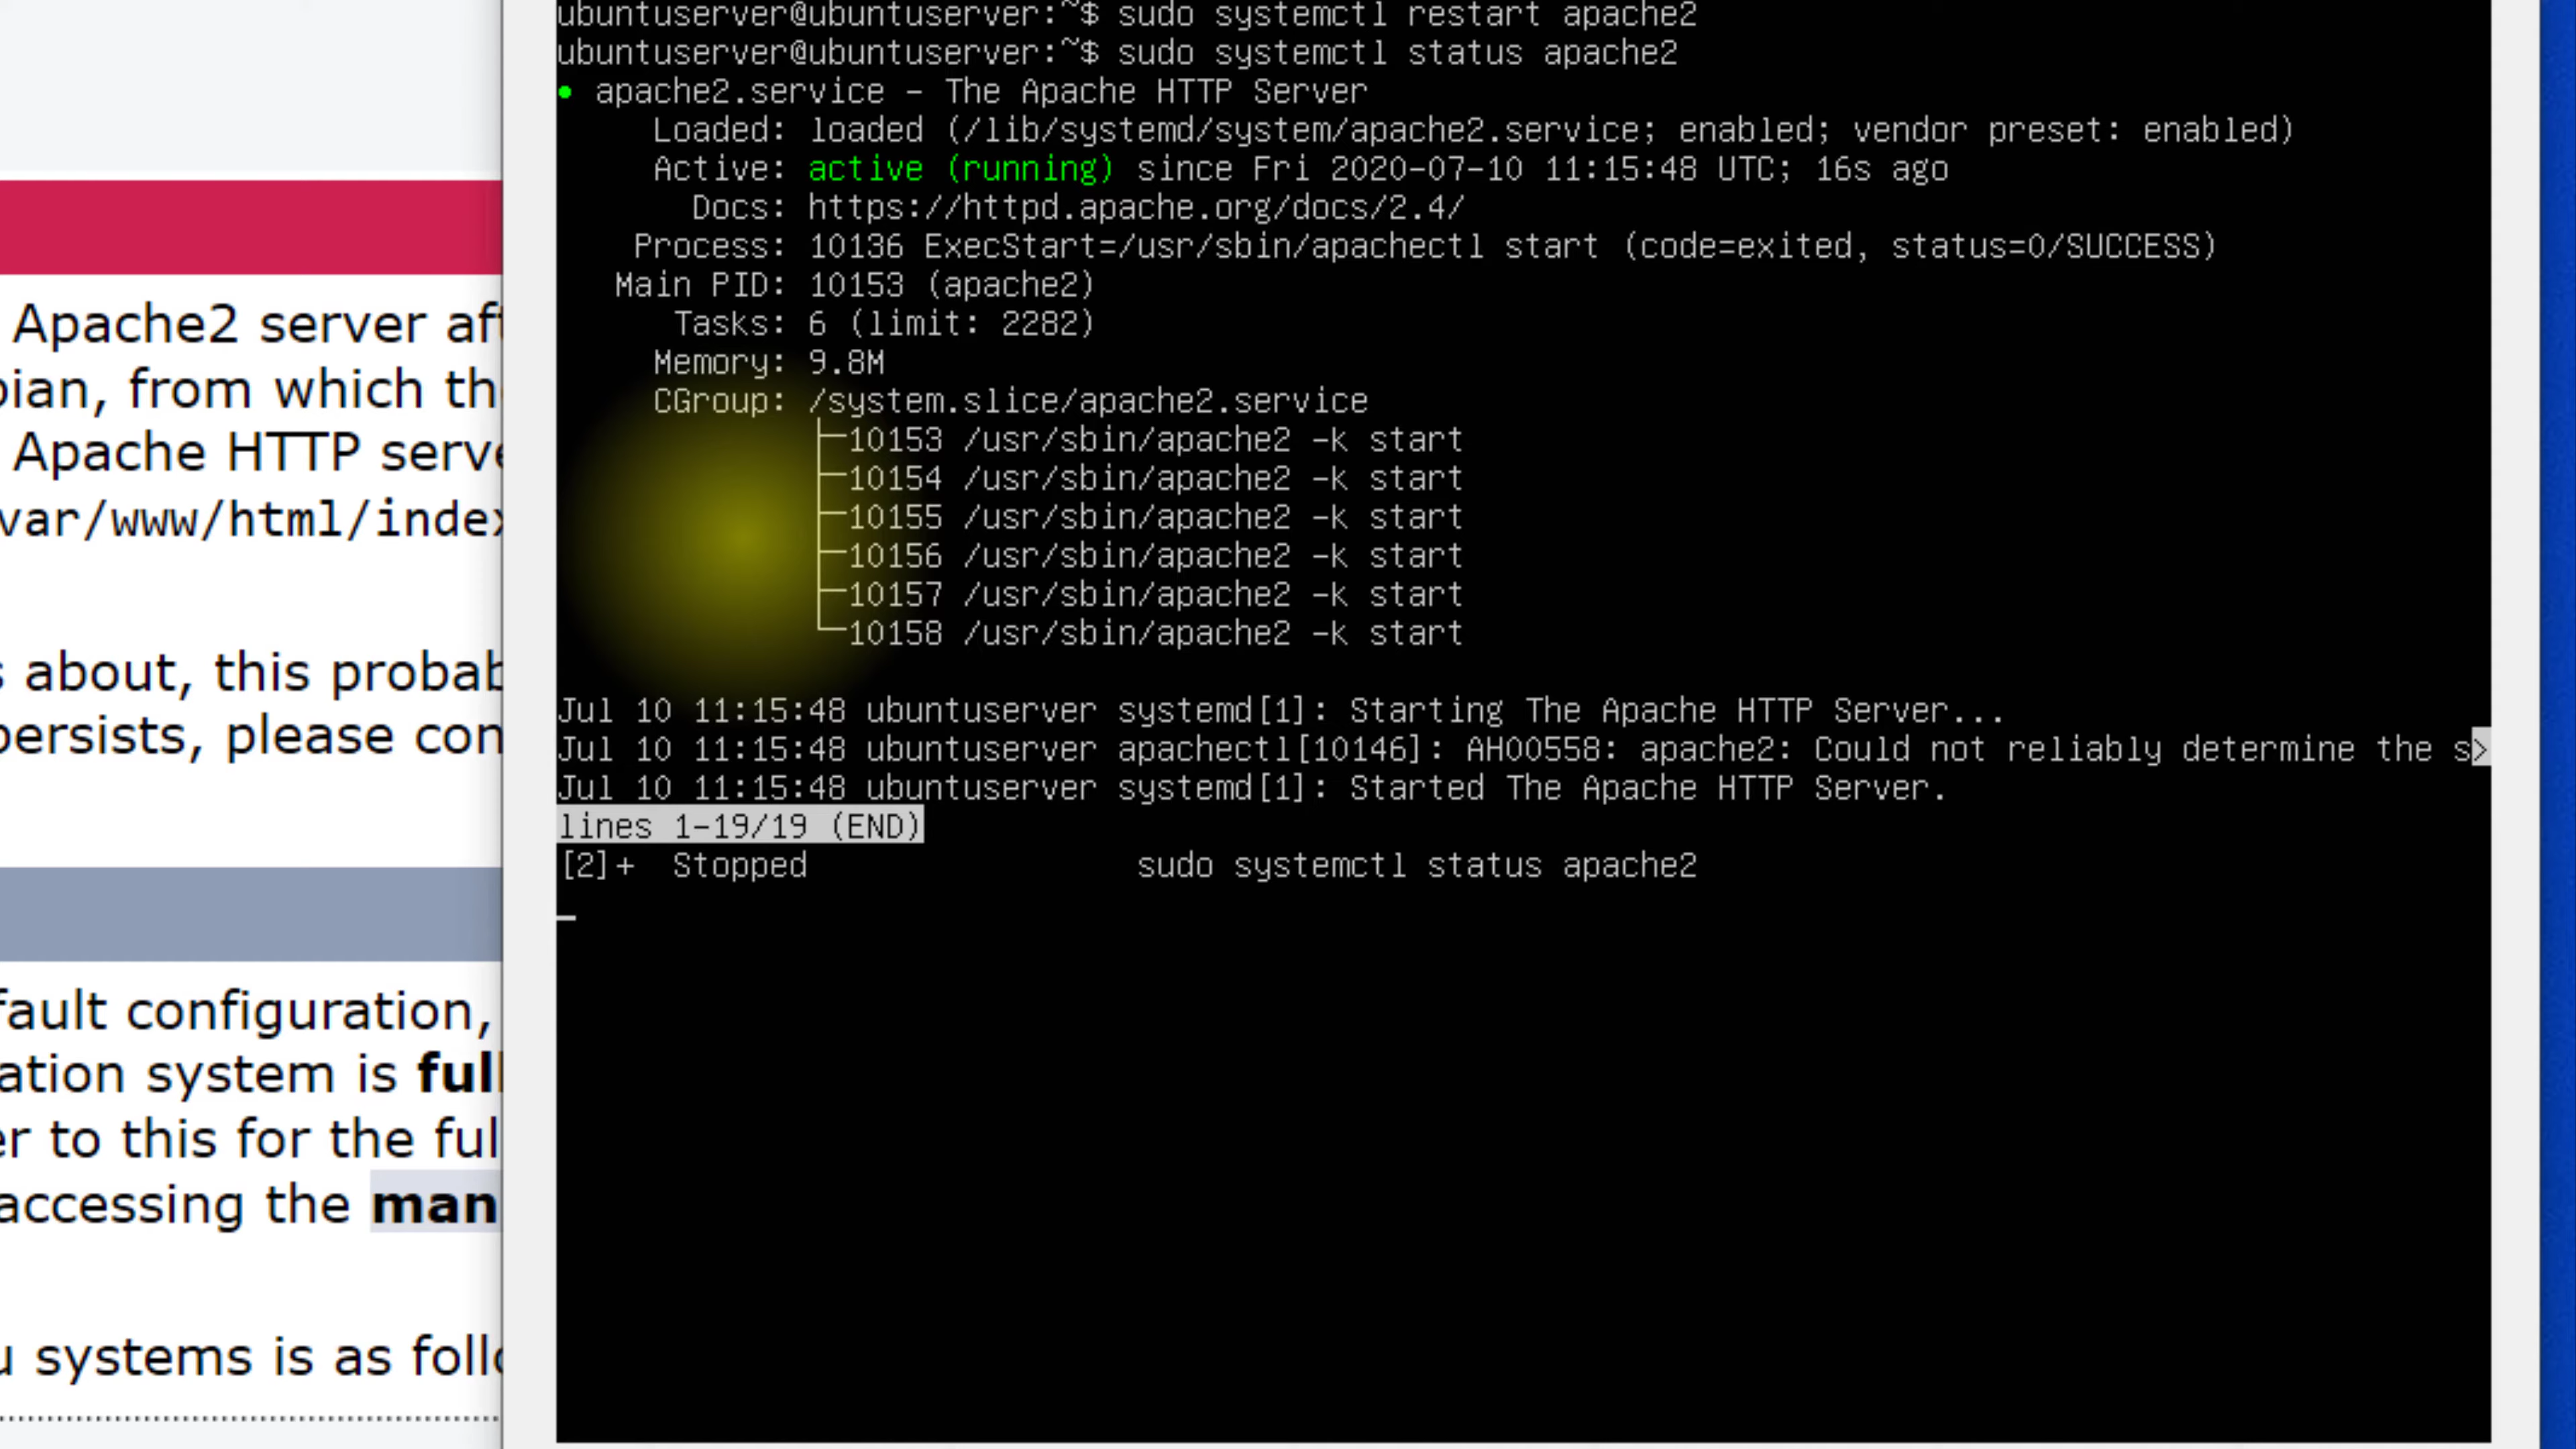 Apache2 server aft
bian, from which the
Apache HTTP serve
var/www/html/index
s about, this probab
persists, please con
fault configuration,
ation system is full
er to this for the ful
accessing the man
u systems is as follo
ubuntuserver@ubuntuserver:~$ sudo systemctl restart apache2
ubuntuserver@ubuntuserver:~$ sudo systemctl status apache2
● apache2.service - The Apache HTTP Server
Loaded: loaded (/lib/systemd/system/apache2.service; enabled; vendor preset: enabled)
Active: active (running) since Fri 2020-07-10 11:15:48 UTC; 16s ago
Docs: https://httpd.apache.org/docs/2.4/
Process: 10136 ExecStart=/usr/sbin/apachectl start (code=exited, status=0/SUCCESS)
Main PID: 10153 (apache2)
Tasks: 6 (limit: 2282)
Memory: 9.8M
CGroup: /system.slice/apache2.service
├─10153 /usr/sbin/apache2 -k start
├─10154 /usr/sbin/apache2 -k start
├─10155 /usr/sbin/apache2 -k start
├─10156 /usr/sbin/apache2 -k start
├─10157 /usr/sbin/apache2 -k start
└─10158 /usr/sbin/apache2 -k start
Jul 10 11:15:48 ubuntuserver systemd[1]: Starting The Apache HTTP Server...
Jul 10 11:15:48 ubuntuserver apachectl[10146]: AH00558: apache2: Could not reliably determine the s>
Jul 10 11:15:48 ubuntuserver systemd[1]: Started The Apache HTTP Server.
lines 1-19/19 (END)
[2]+ Stopped sudo systemctl status apache2